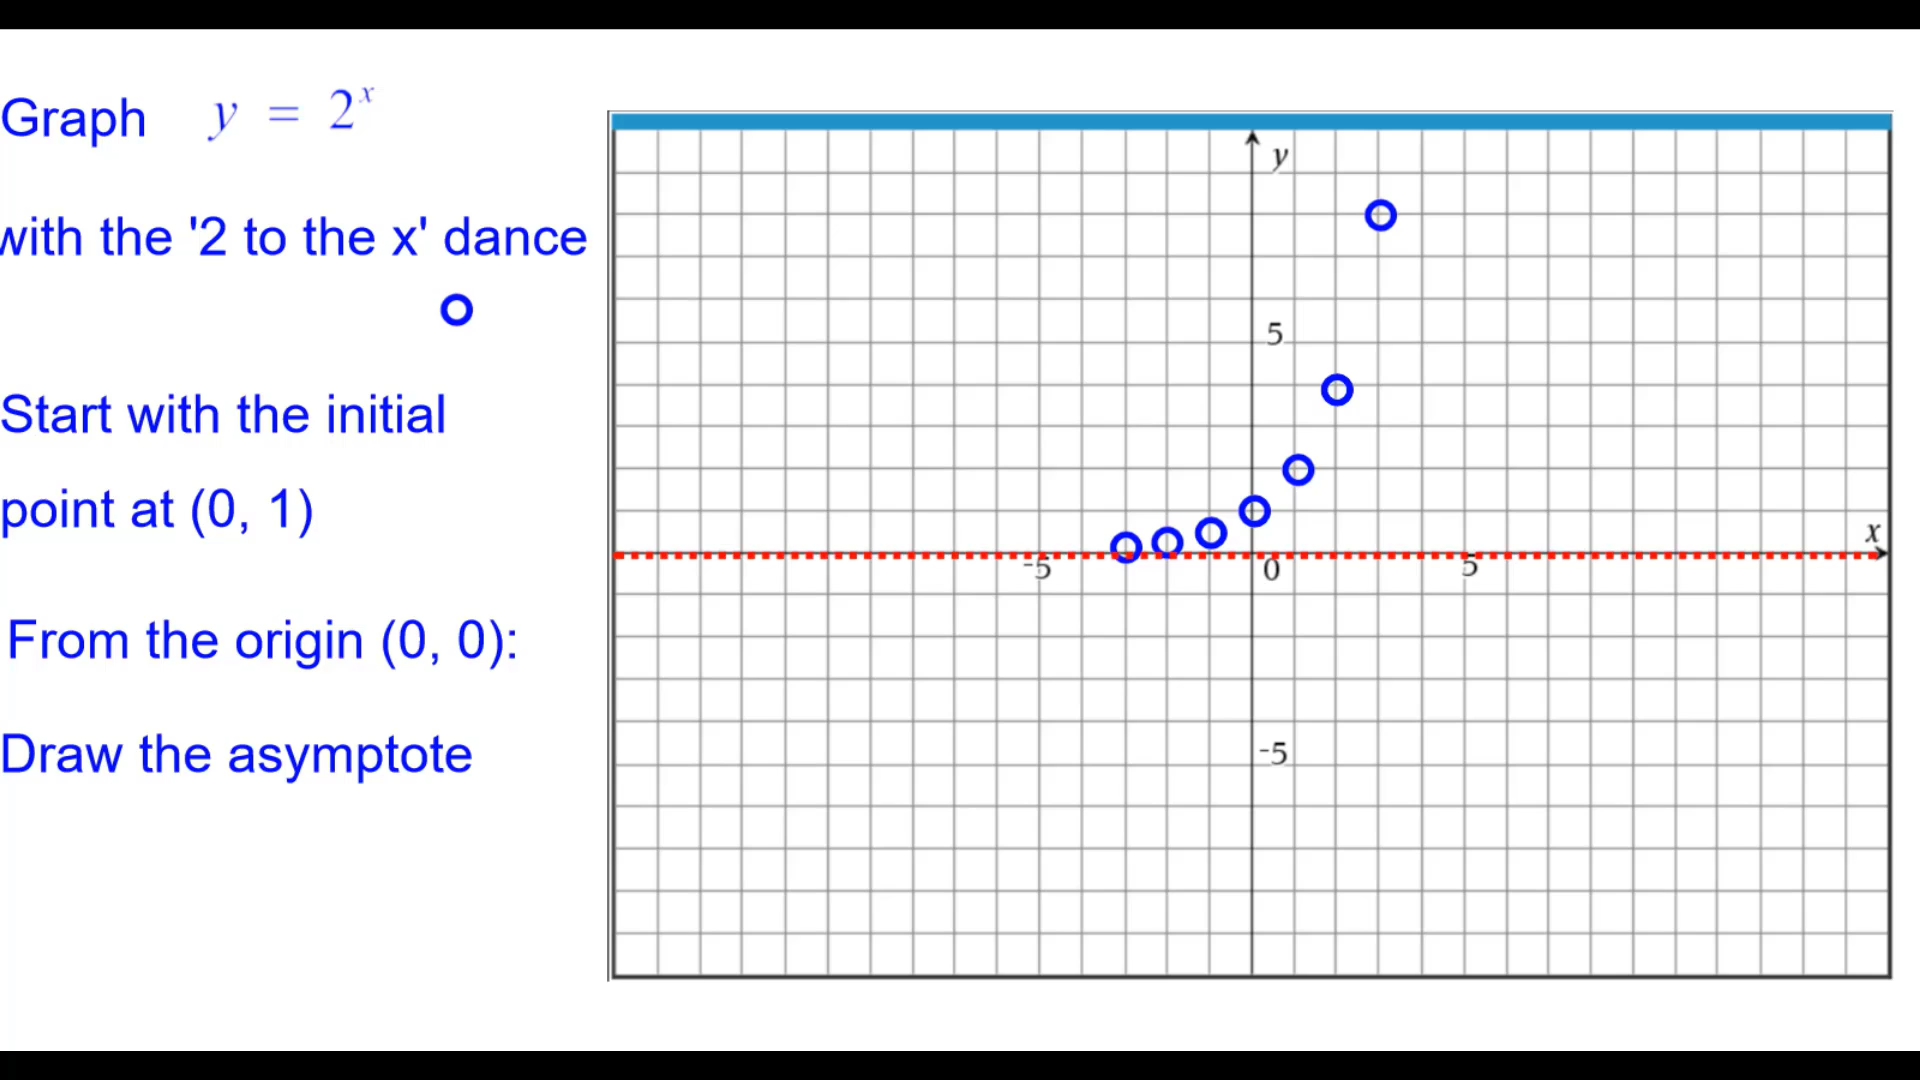 Graph y = 2^x
with the '2 to the x' dance
Start with the initial
point at (0, 1)
From the origin (0, 0):
Draw the asymptote
y
5
x
-5 0 5
-5